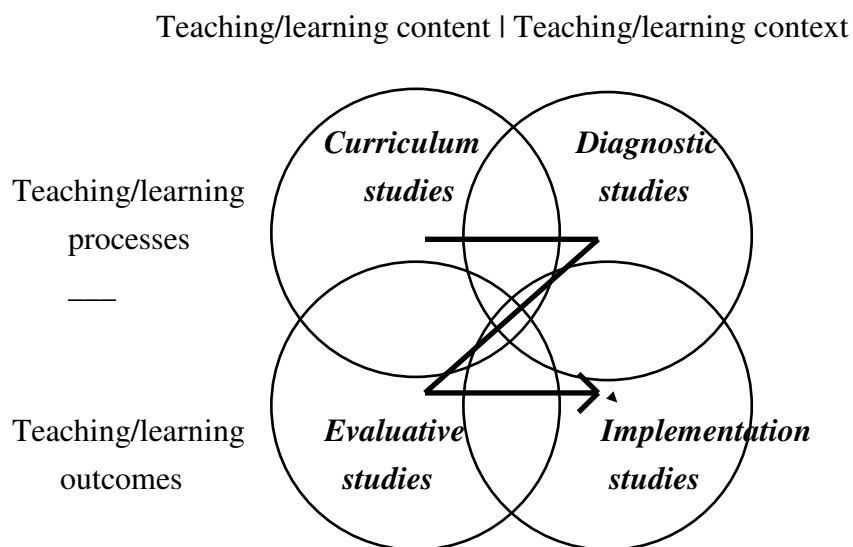 Teaching/learning content | Teaching/learning context
Curriculum
studies
Diagnostic
studies
Teaching/learning
processes
___
Teaching/learning
outcomes
Evaluative
studies
Implementation
studies